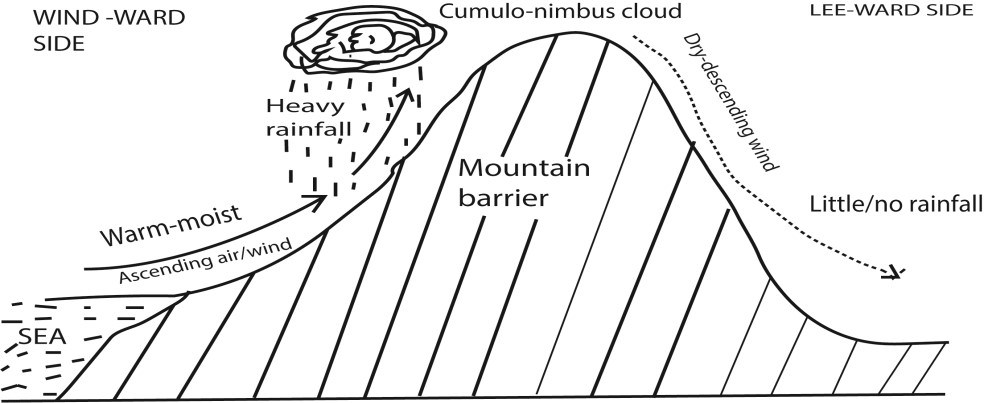 WIND -WARD
SIDE
Cumulo-nimbus cloud
LEE-WARD SIDE
Heavy
rainfall
Dry-descending wind
Mountain
barrier
Little/no rainfall
Warm-moist
Ascending air/wind
SEA